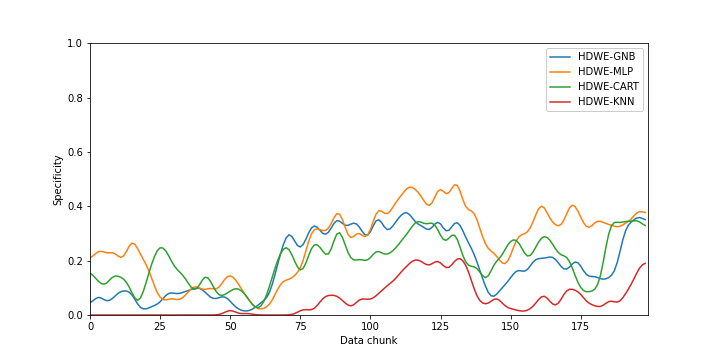 1.0
0.8
0.6
0.4
0.2
0.0
Specificity
0
25
50
75
100
125
150
175
Data chunk
HDWE-GNB
HDWE-MLP
HDWE-CART
HDWE-KNN